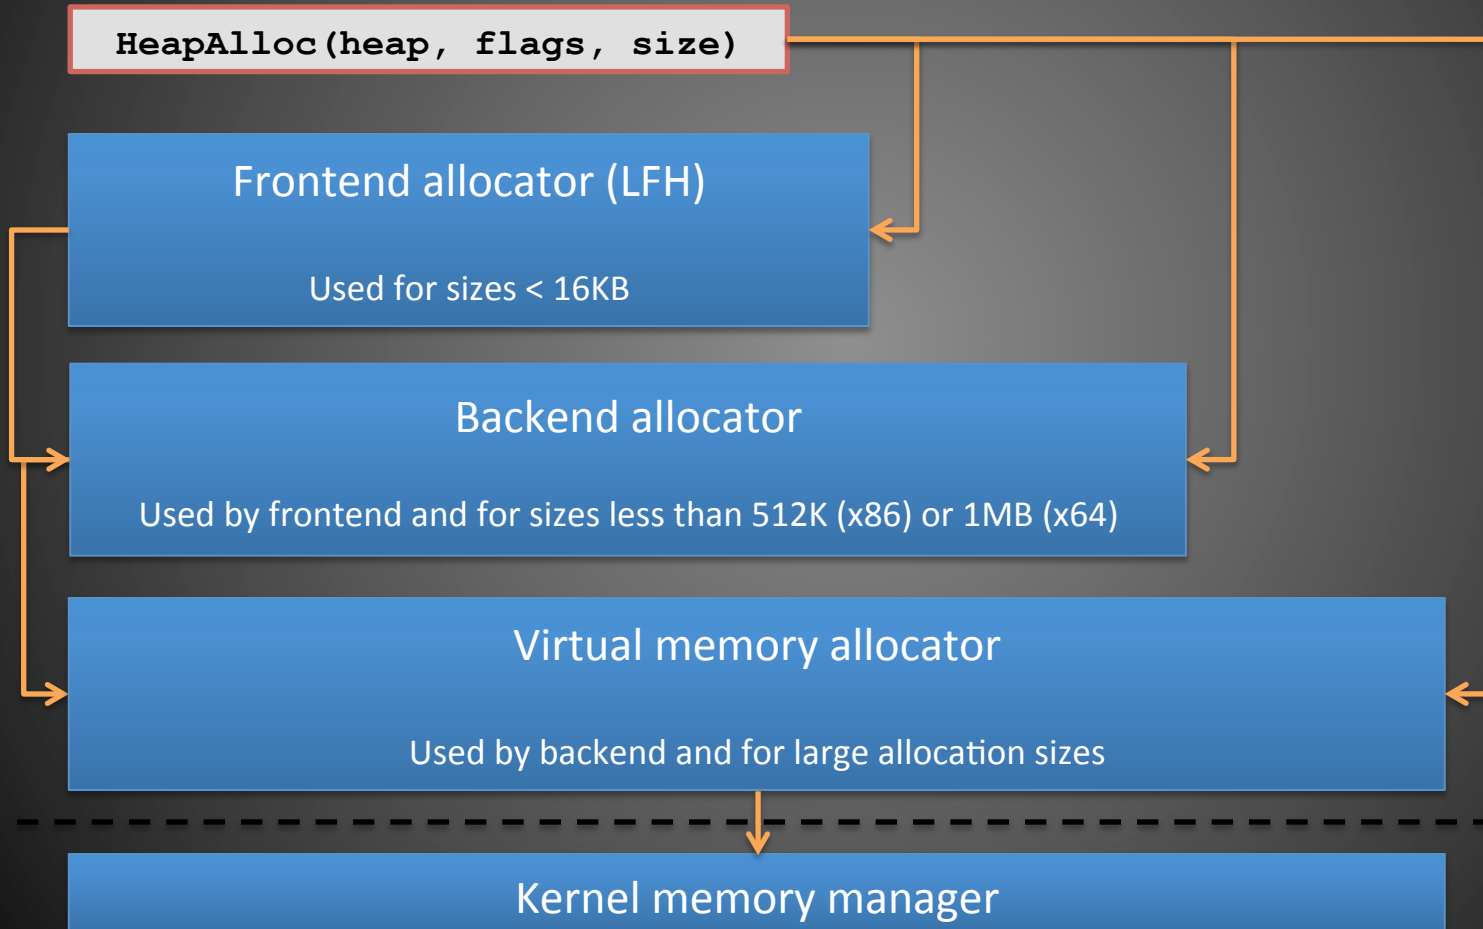 HeapAlloc(heap, flags, size)
Frontend allocator (LFH)
Used for sizes < 16KB
Backend allocator
Used by frontend and for sizes less than 512K (x86) or 1MB (x64)
Virtual memory allocator
Used by backend and for large allocation sizes
Kernel memory manager